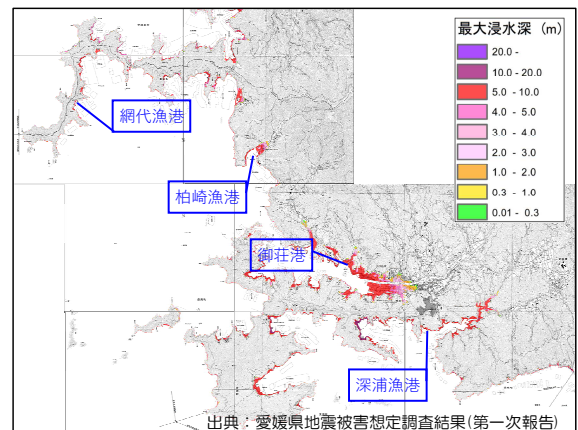 最大浸水深 (m)
20.0 -
10.0 - 20.0
5.0 - 10.0
4.0 - 5.0
3.0 - 4.0
2.0 - 3.0
1.0 - 2.0
0.3 - 1.0
0.01 - 0.3
網代漁港
柏崎漁港
御荘港
深浦漁港
出典：愛媛県地震被害想定調査結果(第一次報告)